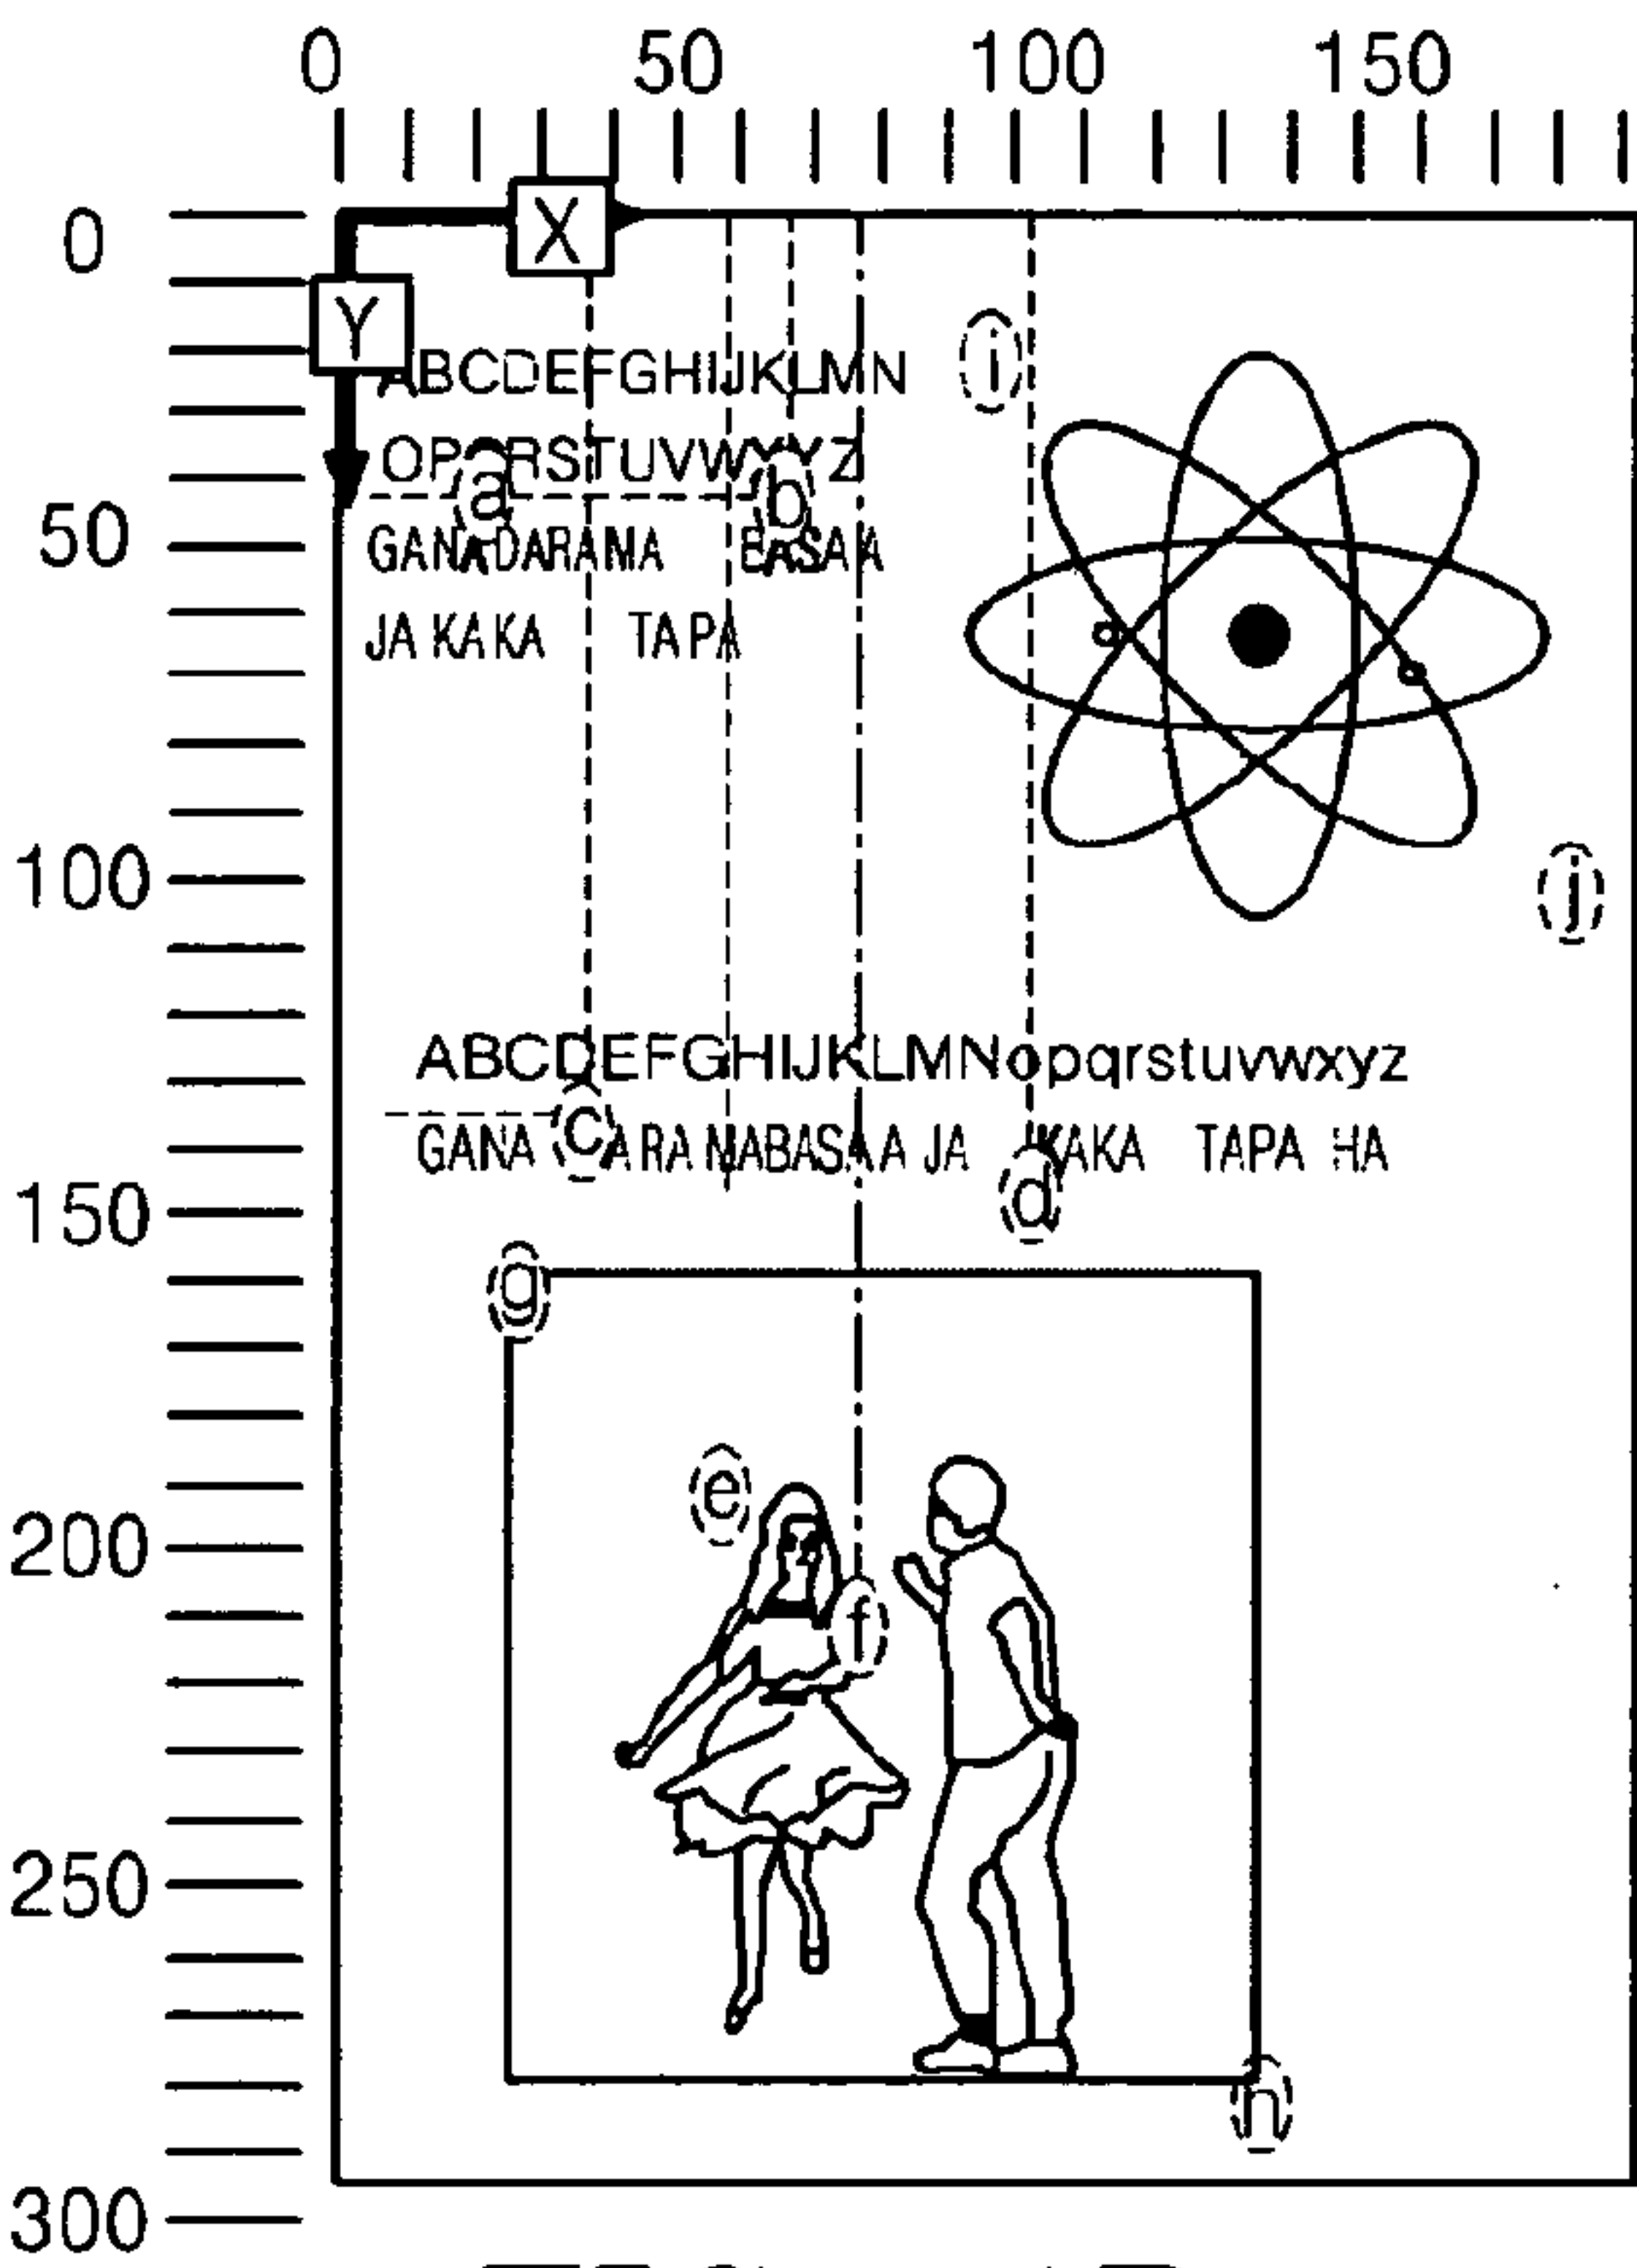 0 50 100 150
X
0
Y
ABCDEFGHIJKLMN
i
OPQRSTUVWXYZ
a b
50
GANADARAMA BASAA
JA KAKA TAPA
100
j
ABCDEFGHIJKLMNopqrstuvwxyz
c
GANA ARA MABASAA JA KAKA TAPA HA
150
d
g
e
200
f
250
h
300